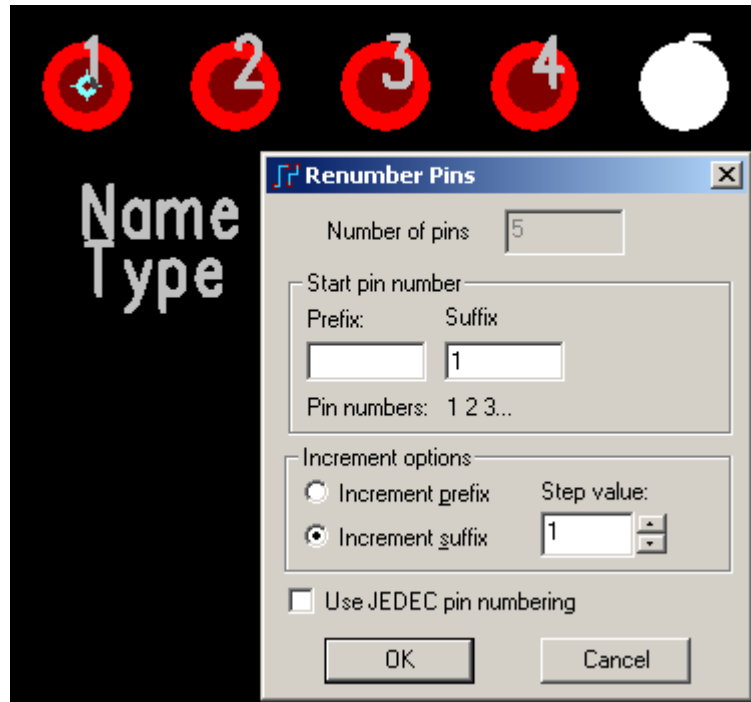 1 2 3 4
Renumber Pins
Name
Type
Number of pins 5
Start pin number
Prefix: Suffix
1
Pin numbers: 1 2 3...
Increment options
Increment prefix Step value:
Increment suffix 1
Use JEDEC pin numbering
OK Cancel